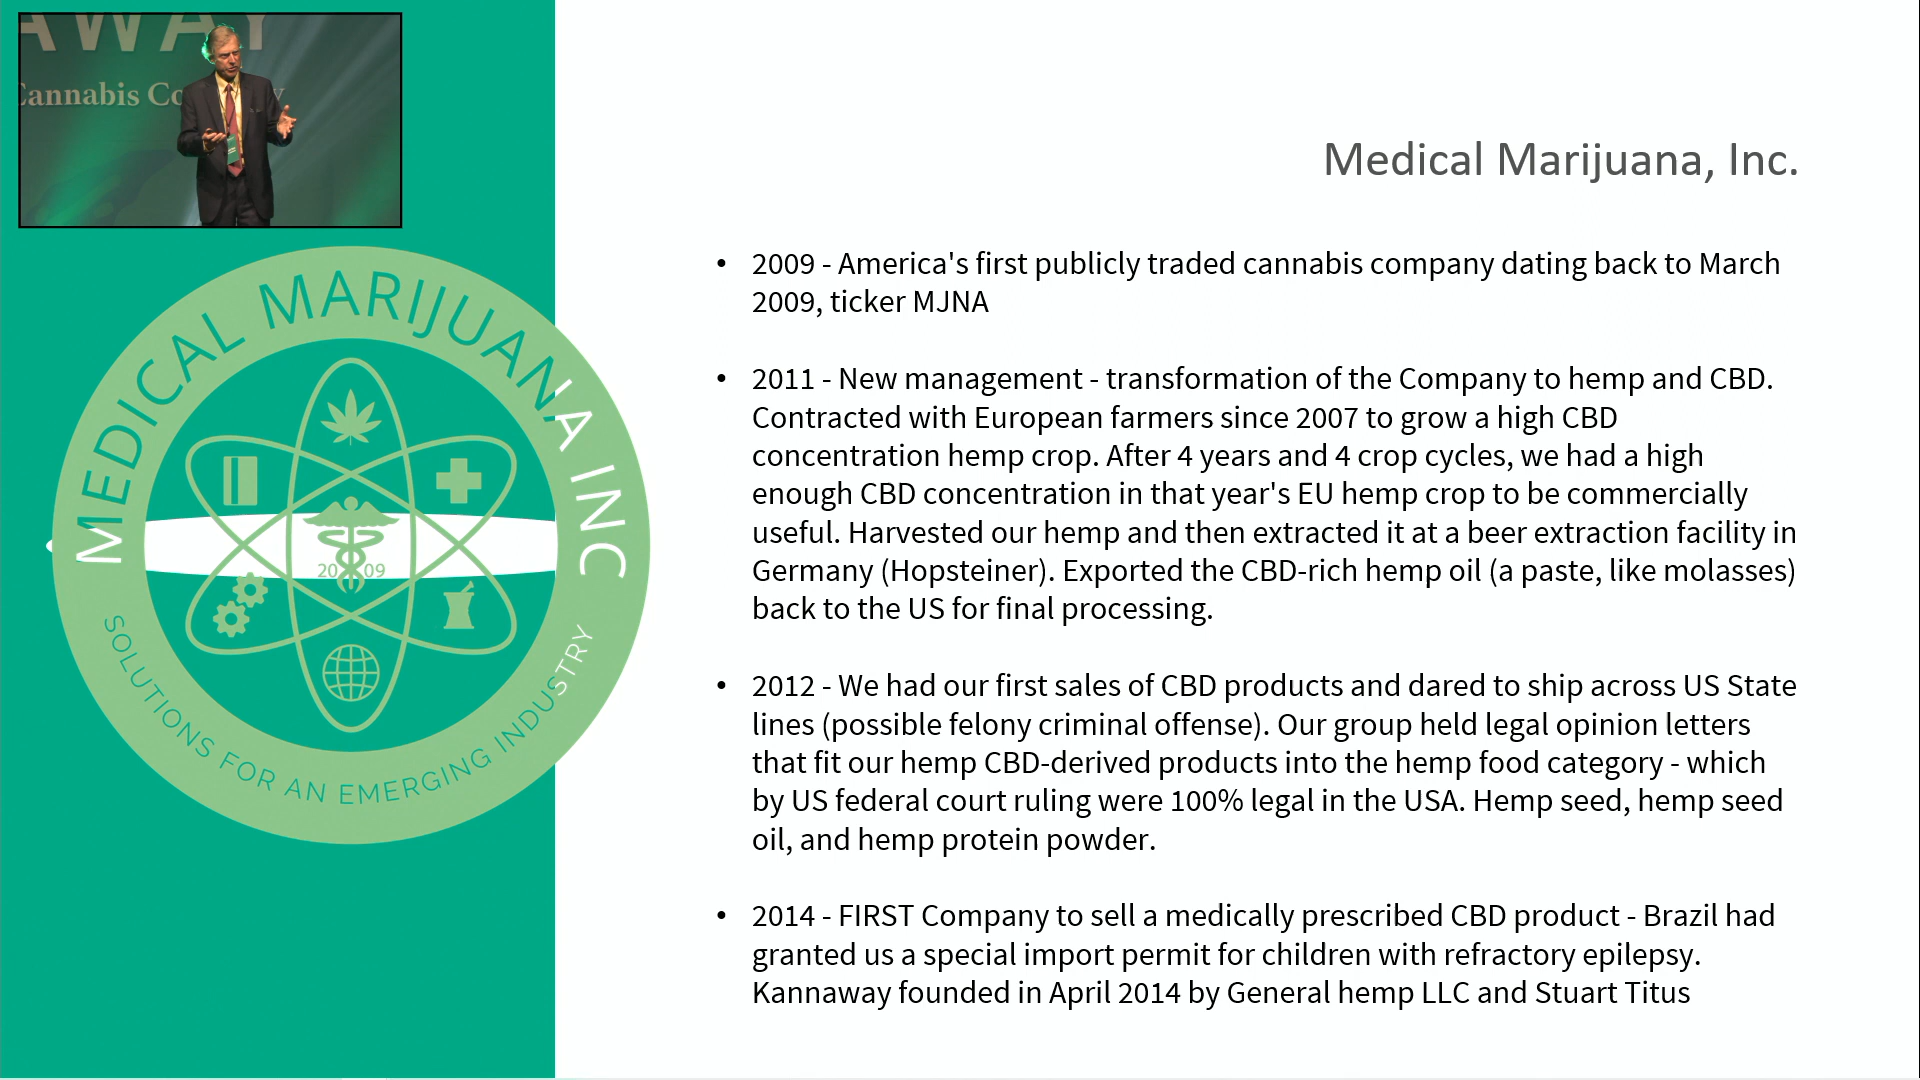 AWAY
Cannabis Co
Medical Marijuana, Inc.
• 2009 - America's first publicly traded cannabis company dating back to March
2009, ticker MJNA
• 2011 - New management - transformation of the Company to hemp and CBD.
Contracted with European farmers since 2007 to grow a high CBD
concentration hemp crop. After 4 years and 4 crop cycles, we had a high
enough CBD concentration in that year's EU hemp crop to be commercially
useful. Harvested our hemp and then extracted it at a beer extraction facility in
Germany (Hopsteiner). Exported the CBD-rich hemp oil (a paste, like molasses)
back to the US for final processing.
• 2012 - We had our first sales of CBD products and dared to ship across US State
lines (possible felony criminal offense). Our group held legal opinion letters
that fit our hemp CBD-derived products into the hemp food category - which
by US federal court ruling were 100% legal in the USA. Hemp seed, hemp seed
oil, and hemp protein powder.
• 2014 - FIRST Company to sell a medically prescribed CBD product - Brazil had
granted us a special import permit for children with refractory epilepsy.
Kannaway founded in April 2014 by General hemp LLC and Stuart Titus
MEDICAL MARIJUANA INC
2009
SOLUTIONS FOR AN EMERGING INDUSTRY